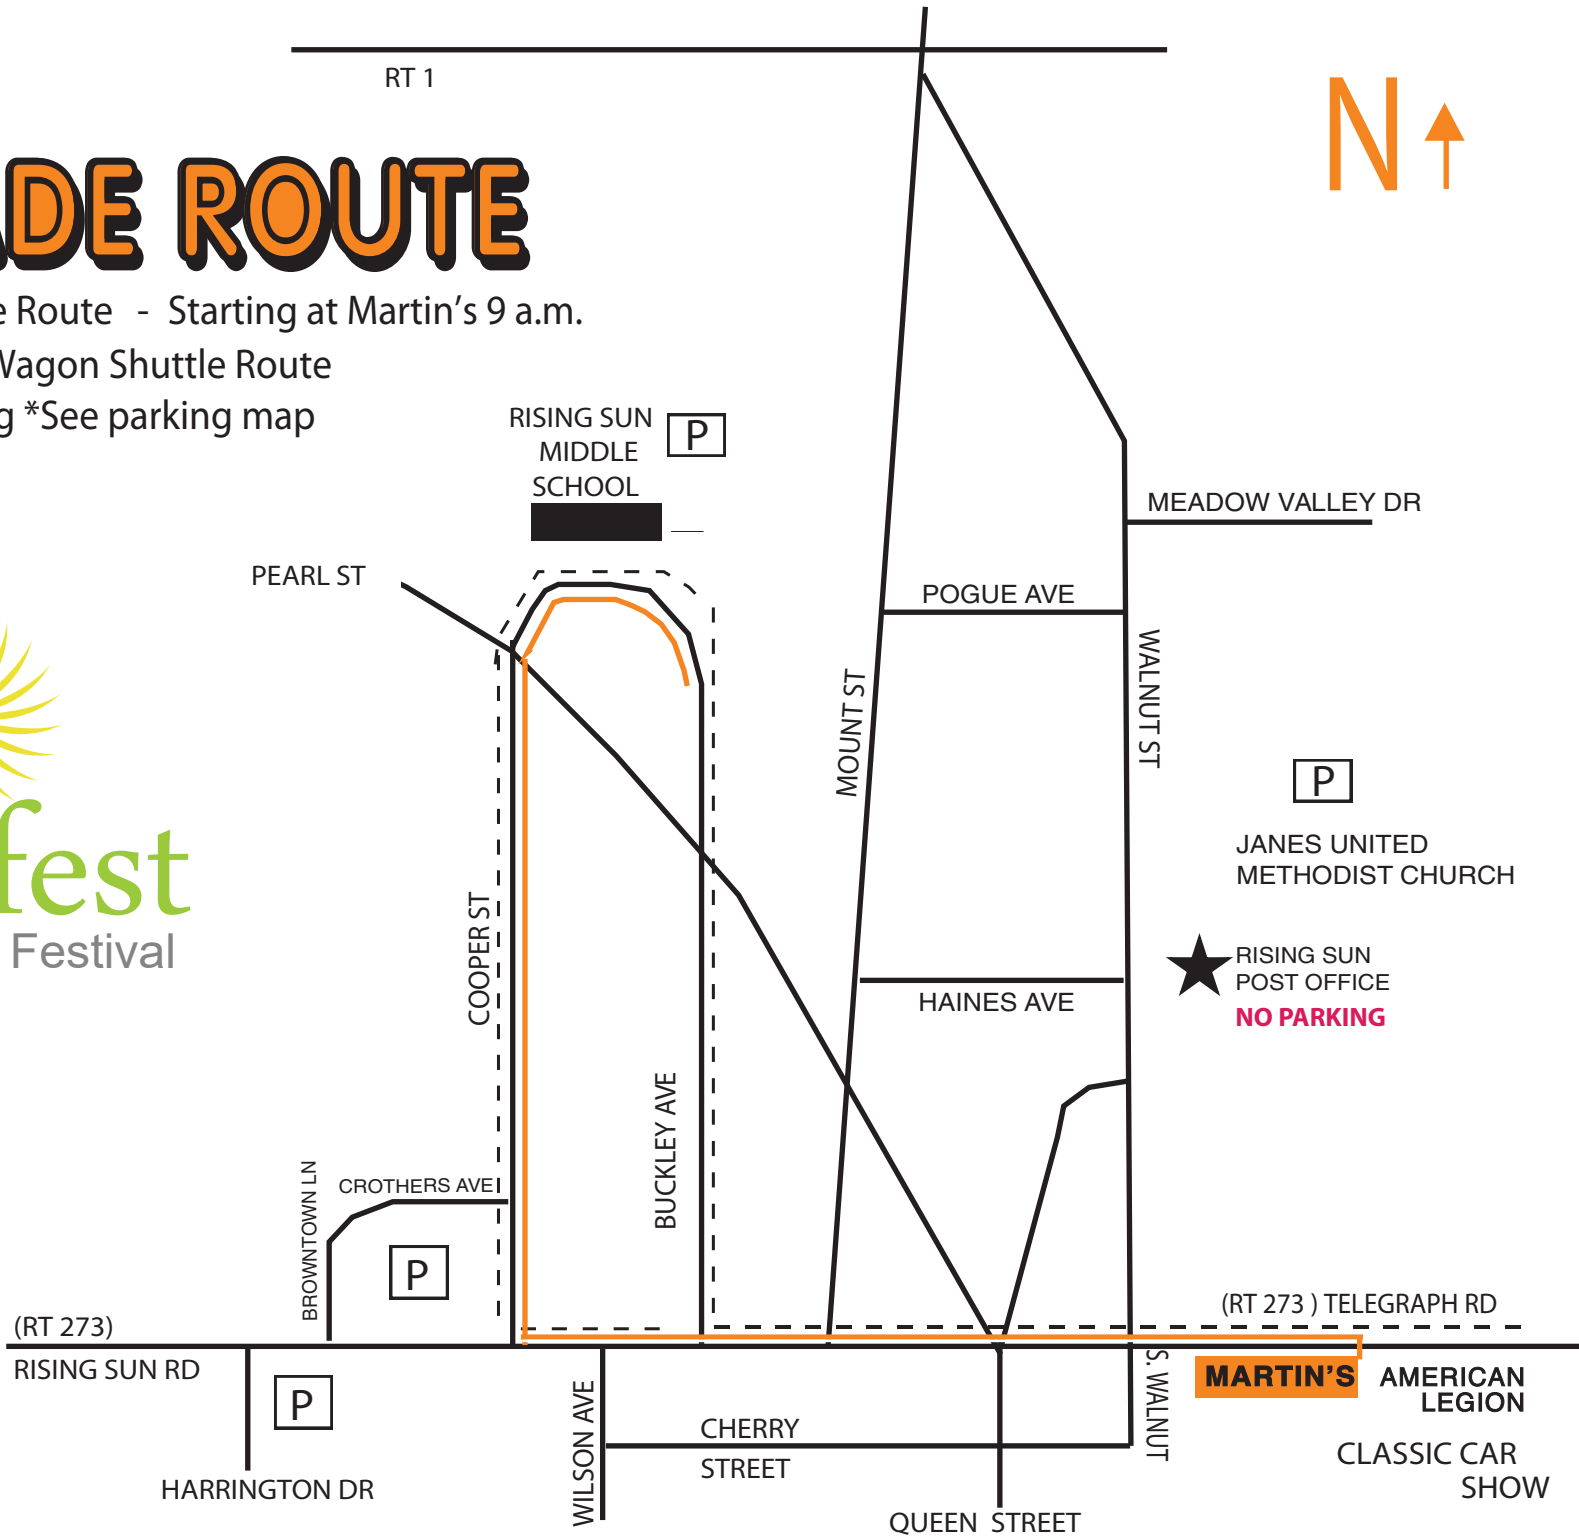 RT 1
N
DE ROUTE
e Route - Starting at Martin's 9 a.m.
Wagon Shuttle Route
g *See parking map
RISING SUN
MIDDLE
SCHOOL
P
MEADOW VALLEY DR
PEARL ST
POGUE AVE
WALNUT ST
MOUNT ST
P
JANES UNITED
METHODIST CHURCH
fest
Festival
COOPER ST
RISING SUN
POST OFFICE
NO PARKING
HAINES AVE
BUCKLEY AVE
BROWNTOWN LN
CROTHERS AVE
P
(RT 273)
RISING SUN RD
(RT 273 ) TELEGRAPH RD
P
HARRINGTON DR
WILSON AVE
CHERRY
STREET
QUEEN STREET
S. WALNUT
MARTIN'S
AMERICAN
LEGION
CLASSIC CAR
SHOW